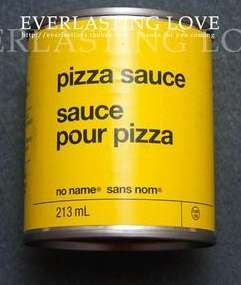 EVERLASTING LOVE
pizza sauce
sauce
pour pizza
no name® sans nom®
213 mL